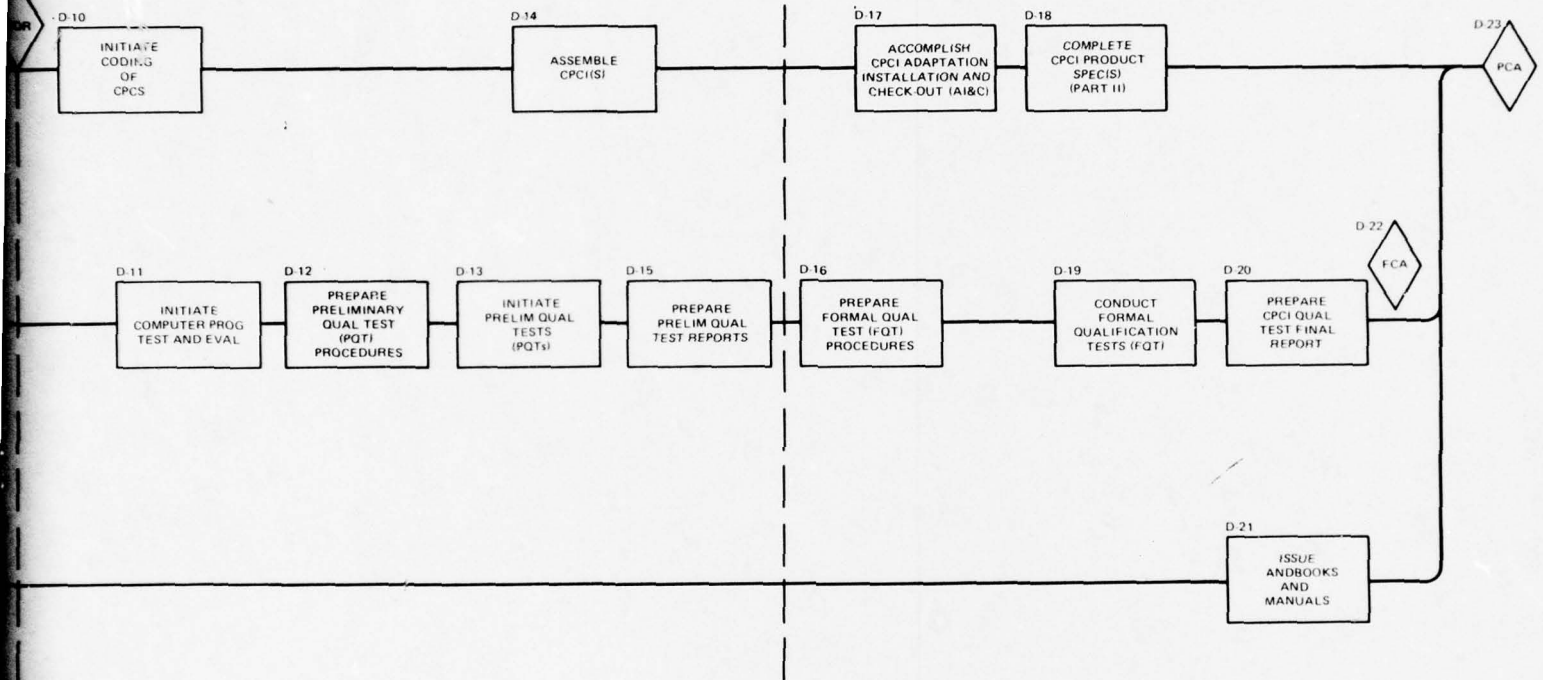 DR
D-10
INITIATE
CODING
OF
CPCS
D-14
ASSEMBLE
CPCI(S)
D-17
ACCOMPLISH
CPCI ADAPTATION
INSTALLATION AND
CHECK-OUT (AI&C)
D-18
COMPLETE
CPCI PRODUCT
SPEC(S)
(PART II)
D-23
PCA
D-22
FCA
D-11
INITIATE
COMPUTER PROG
TEST AND EVAL
D-12
PREPARE
PRELIMINARY
QUAL TEST
(PQT)
PROCEDURES
D-13
INITIATE
PRELIM QUAL
TESTS
(PQTs)
D-15
PREPARE
PRELIM QUAL
TEST REPORTS
D-16
PREPARE
FORMAL QUAL
TEST (FQT)
PROCEDURES
D-19
CONDUCT
FORMAL
QUALIFICATION
TESTS (FQT)
D-20
PREPARE
CPCI QUAL
TEST FINAL
REPORT
D-21
ISSUE
ANDBOOKS
AND
MANUALS